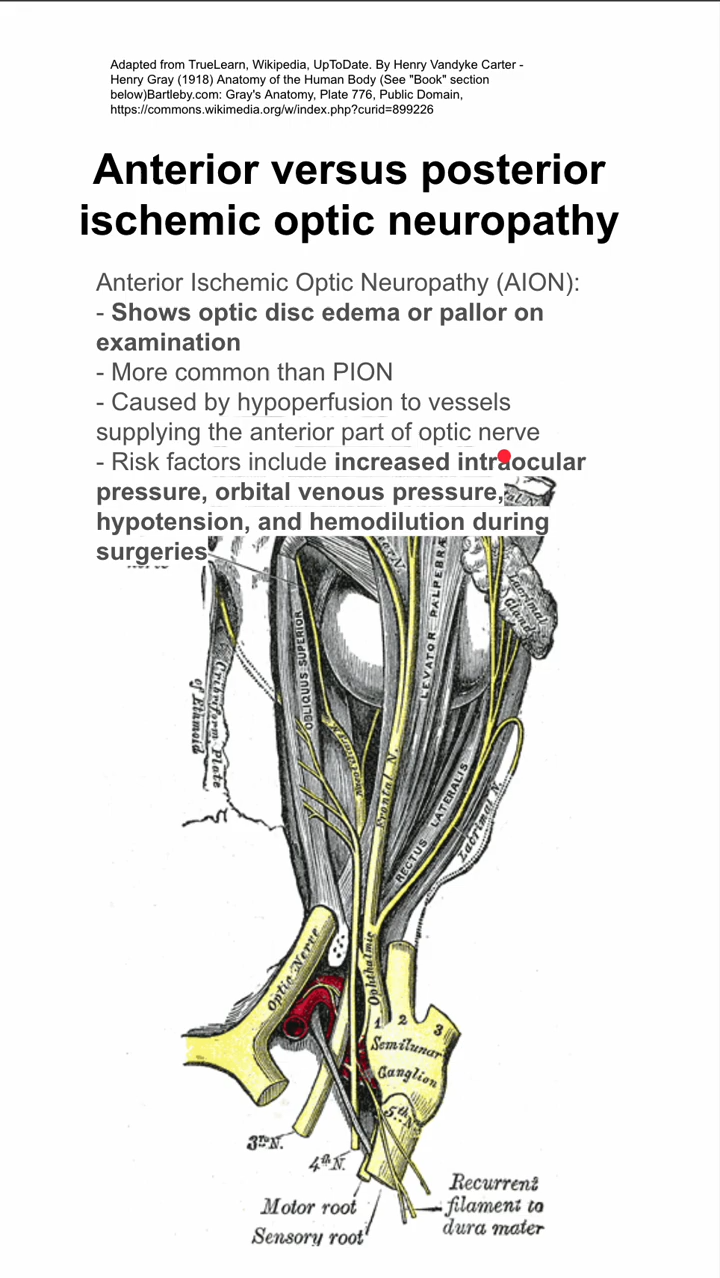 Adapted from TrueLearn, Wikipedia, UpToDate. By Henry Vandyke Carter -
Henry Gray (1918) Anatomy of the Human Body (See "Book" section
below)Bartleby.com: Gray's Anatomy, Plate 776, Public Domain,
https://commons.wikimedia.org/w/index.php?curid=899226
Anterior versus posterior
ischemic optic neuropathy
Anterior Ischemic Optic Neuropathy (AION):
- Shows optic disc edema or pallor on
examination
- More common than PION
- Caused by hypoperfusion to vessels
supplying the anterior part of optic nerve
- Risk factors include increased intraocular
pressure, orbital venous pressure,
hypotension, and hemodilution during
surgeries
LEVATOR PALPEBRÆ
Lacrimal
Gland
OBLIQUUS SUPERIOR
Cribriform Plate
of Ethmoid
Frontal N.
RECTUS LATERALIS
Lacrimal N.
Optic Nerve
Ophthalmic
1 2 3
Semilunar
Ganglion
5th N.
3rd N.
4th N.
Motor root
Sensory root
Recurrent
filament to
dura mater